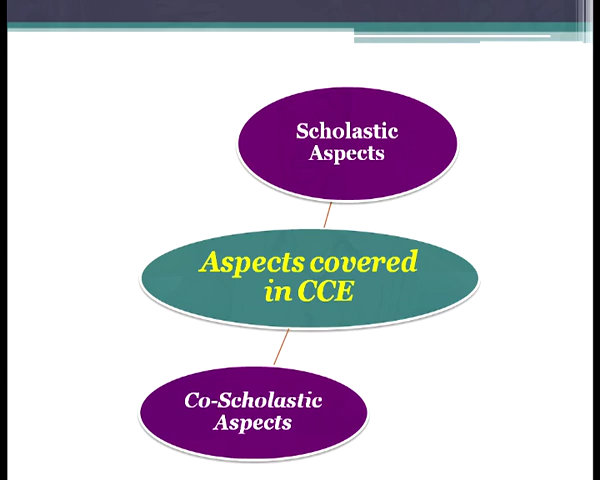 Scholastic
Aspects
Aspects covered
in CCE
Co-Scholastic
Aspects